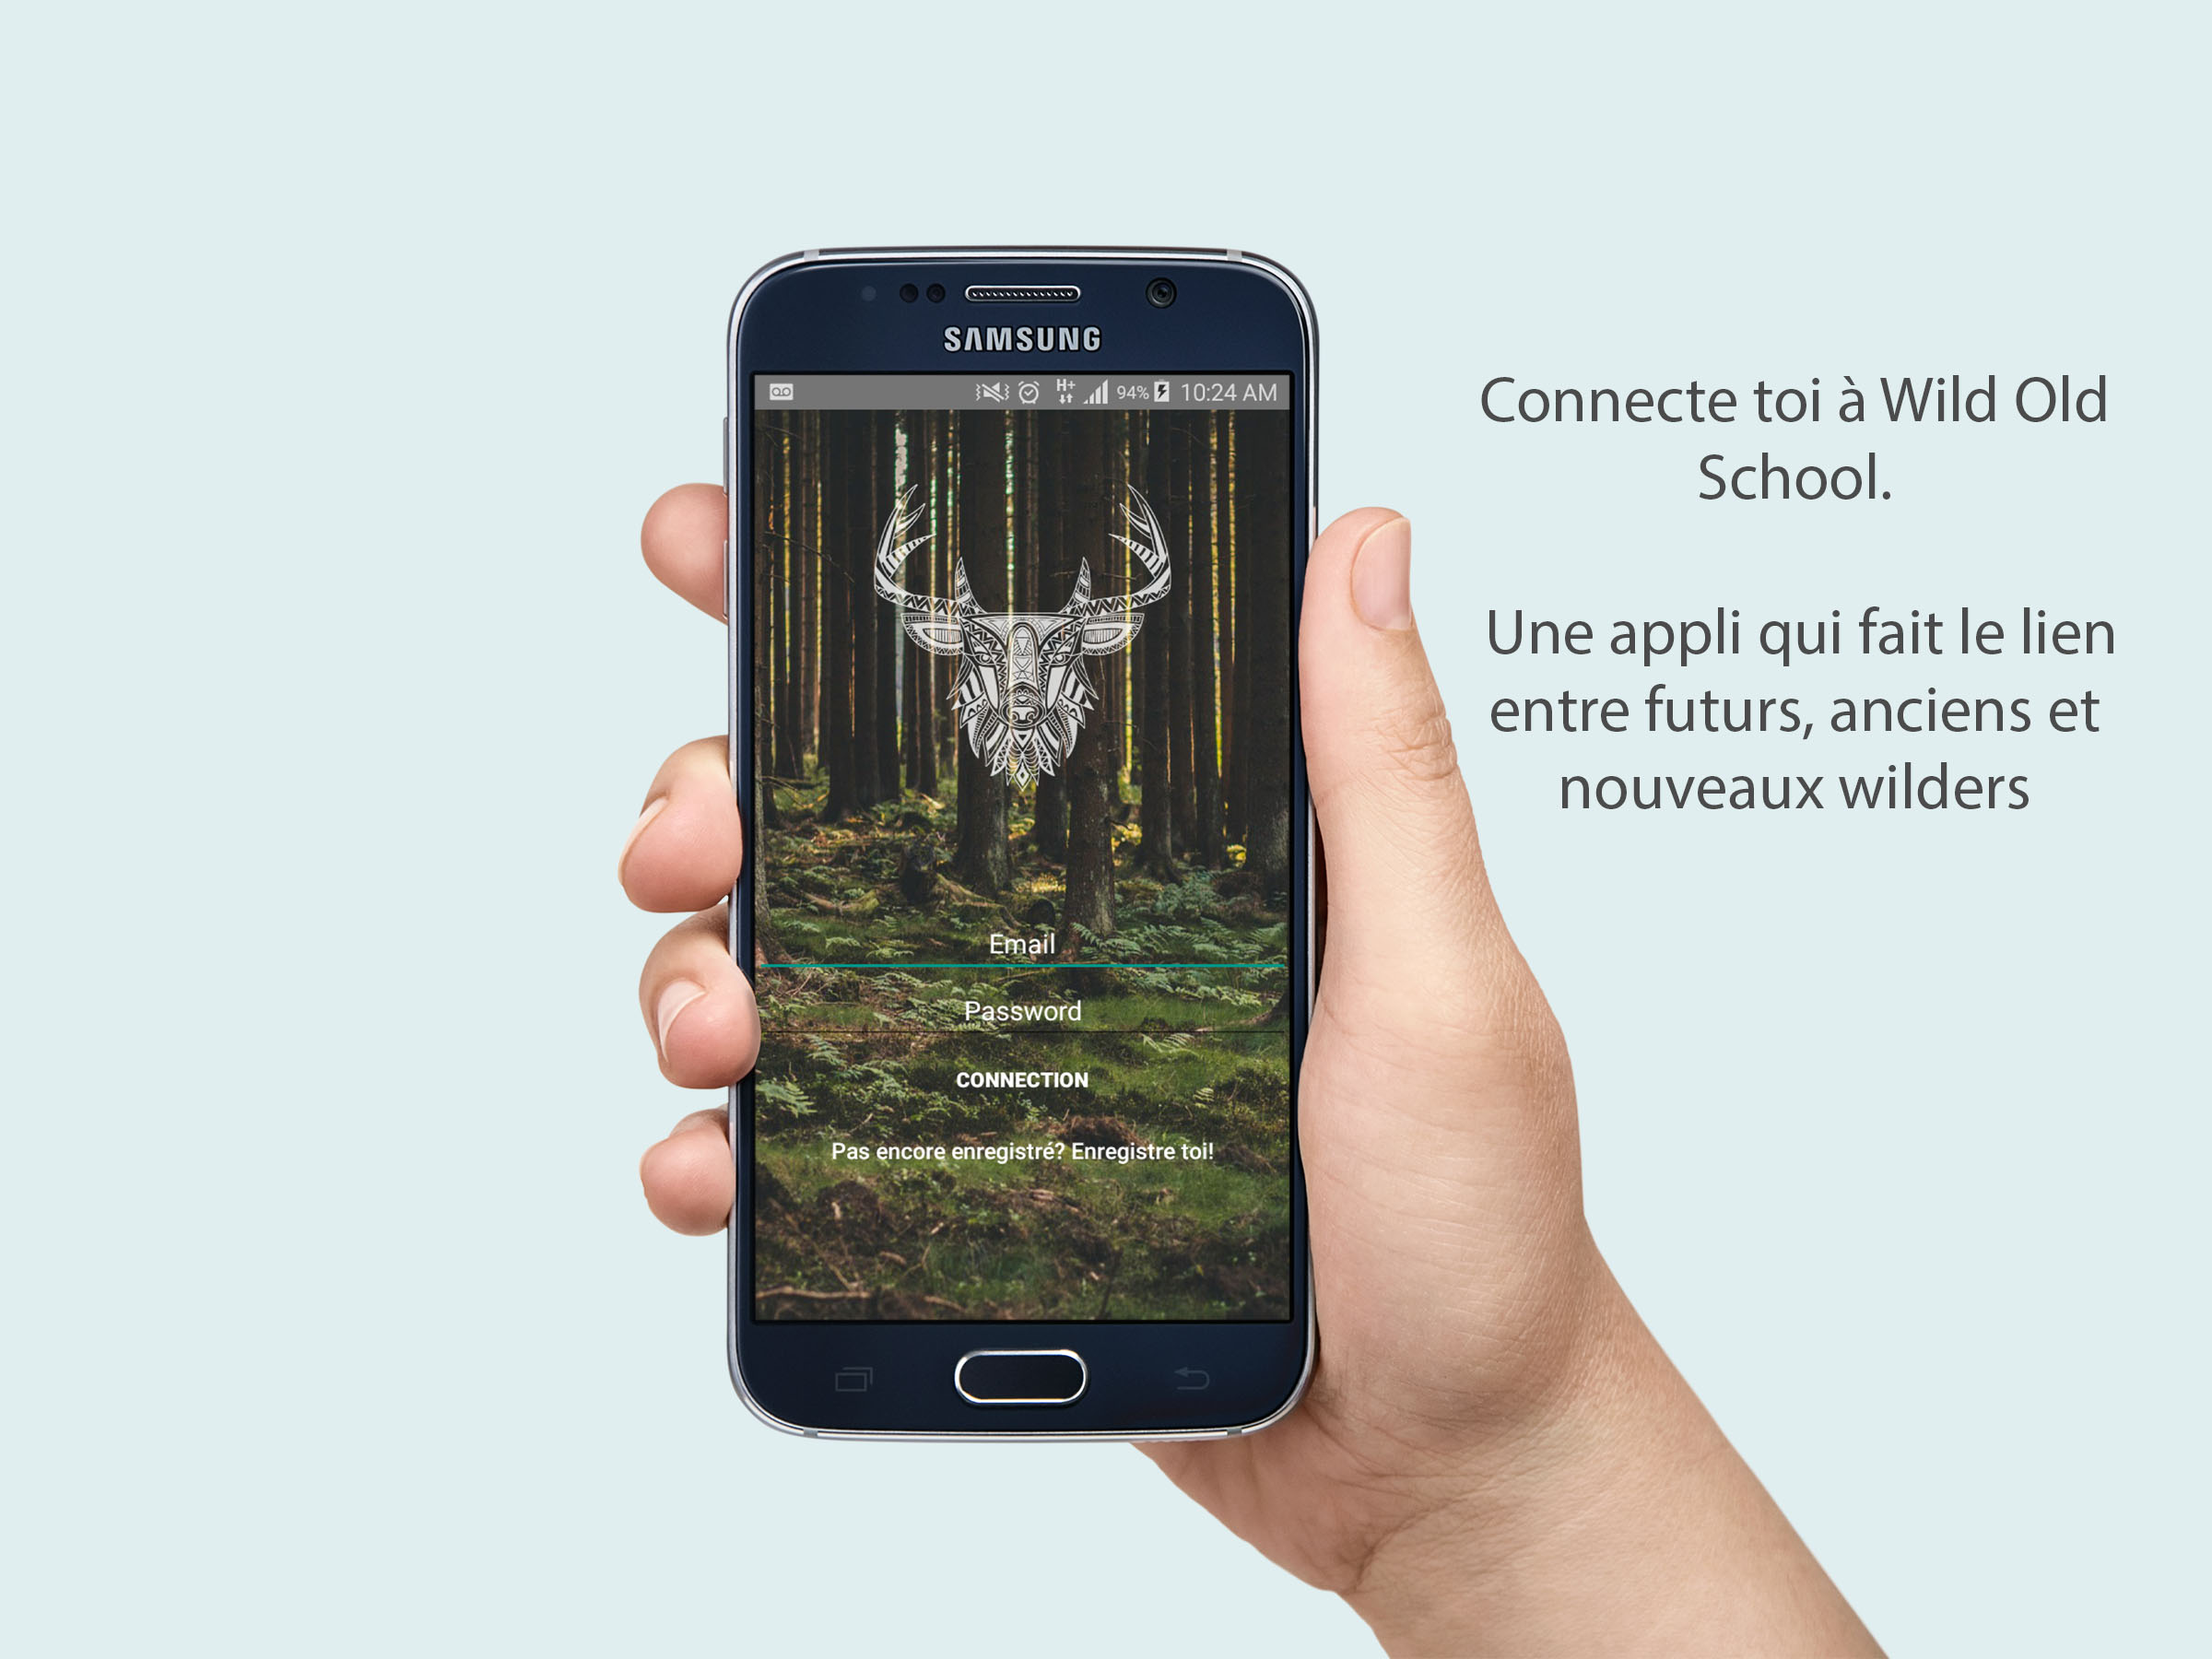 SAMSUNG
H+ 94% 10:24 AM
Connecte toi à Wild Old
School.
Une appli qui fait le lien
entre futurs, anciens et
nouveaux wilders
Email
Password
CONNECTION
Pas encore enregistré? Enregistre toi!